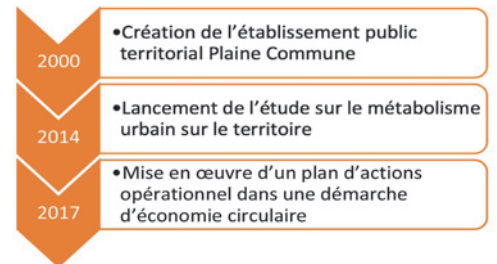 2000
•Création de l'établissement public
territorial Plaine Commune
2014
•Lancement de l'étude sur le métabolisme
urbain sur le territoire
2017
•Mise en œuvre d'un plan d'actions
opérationnel dans une démarche
d'économie circulaire